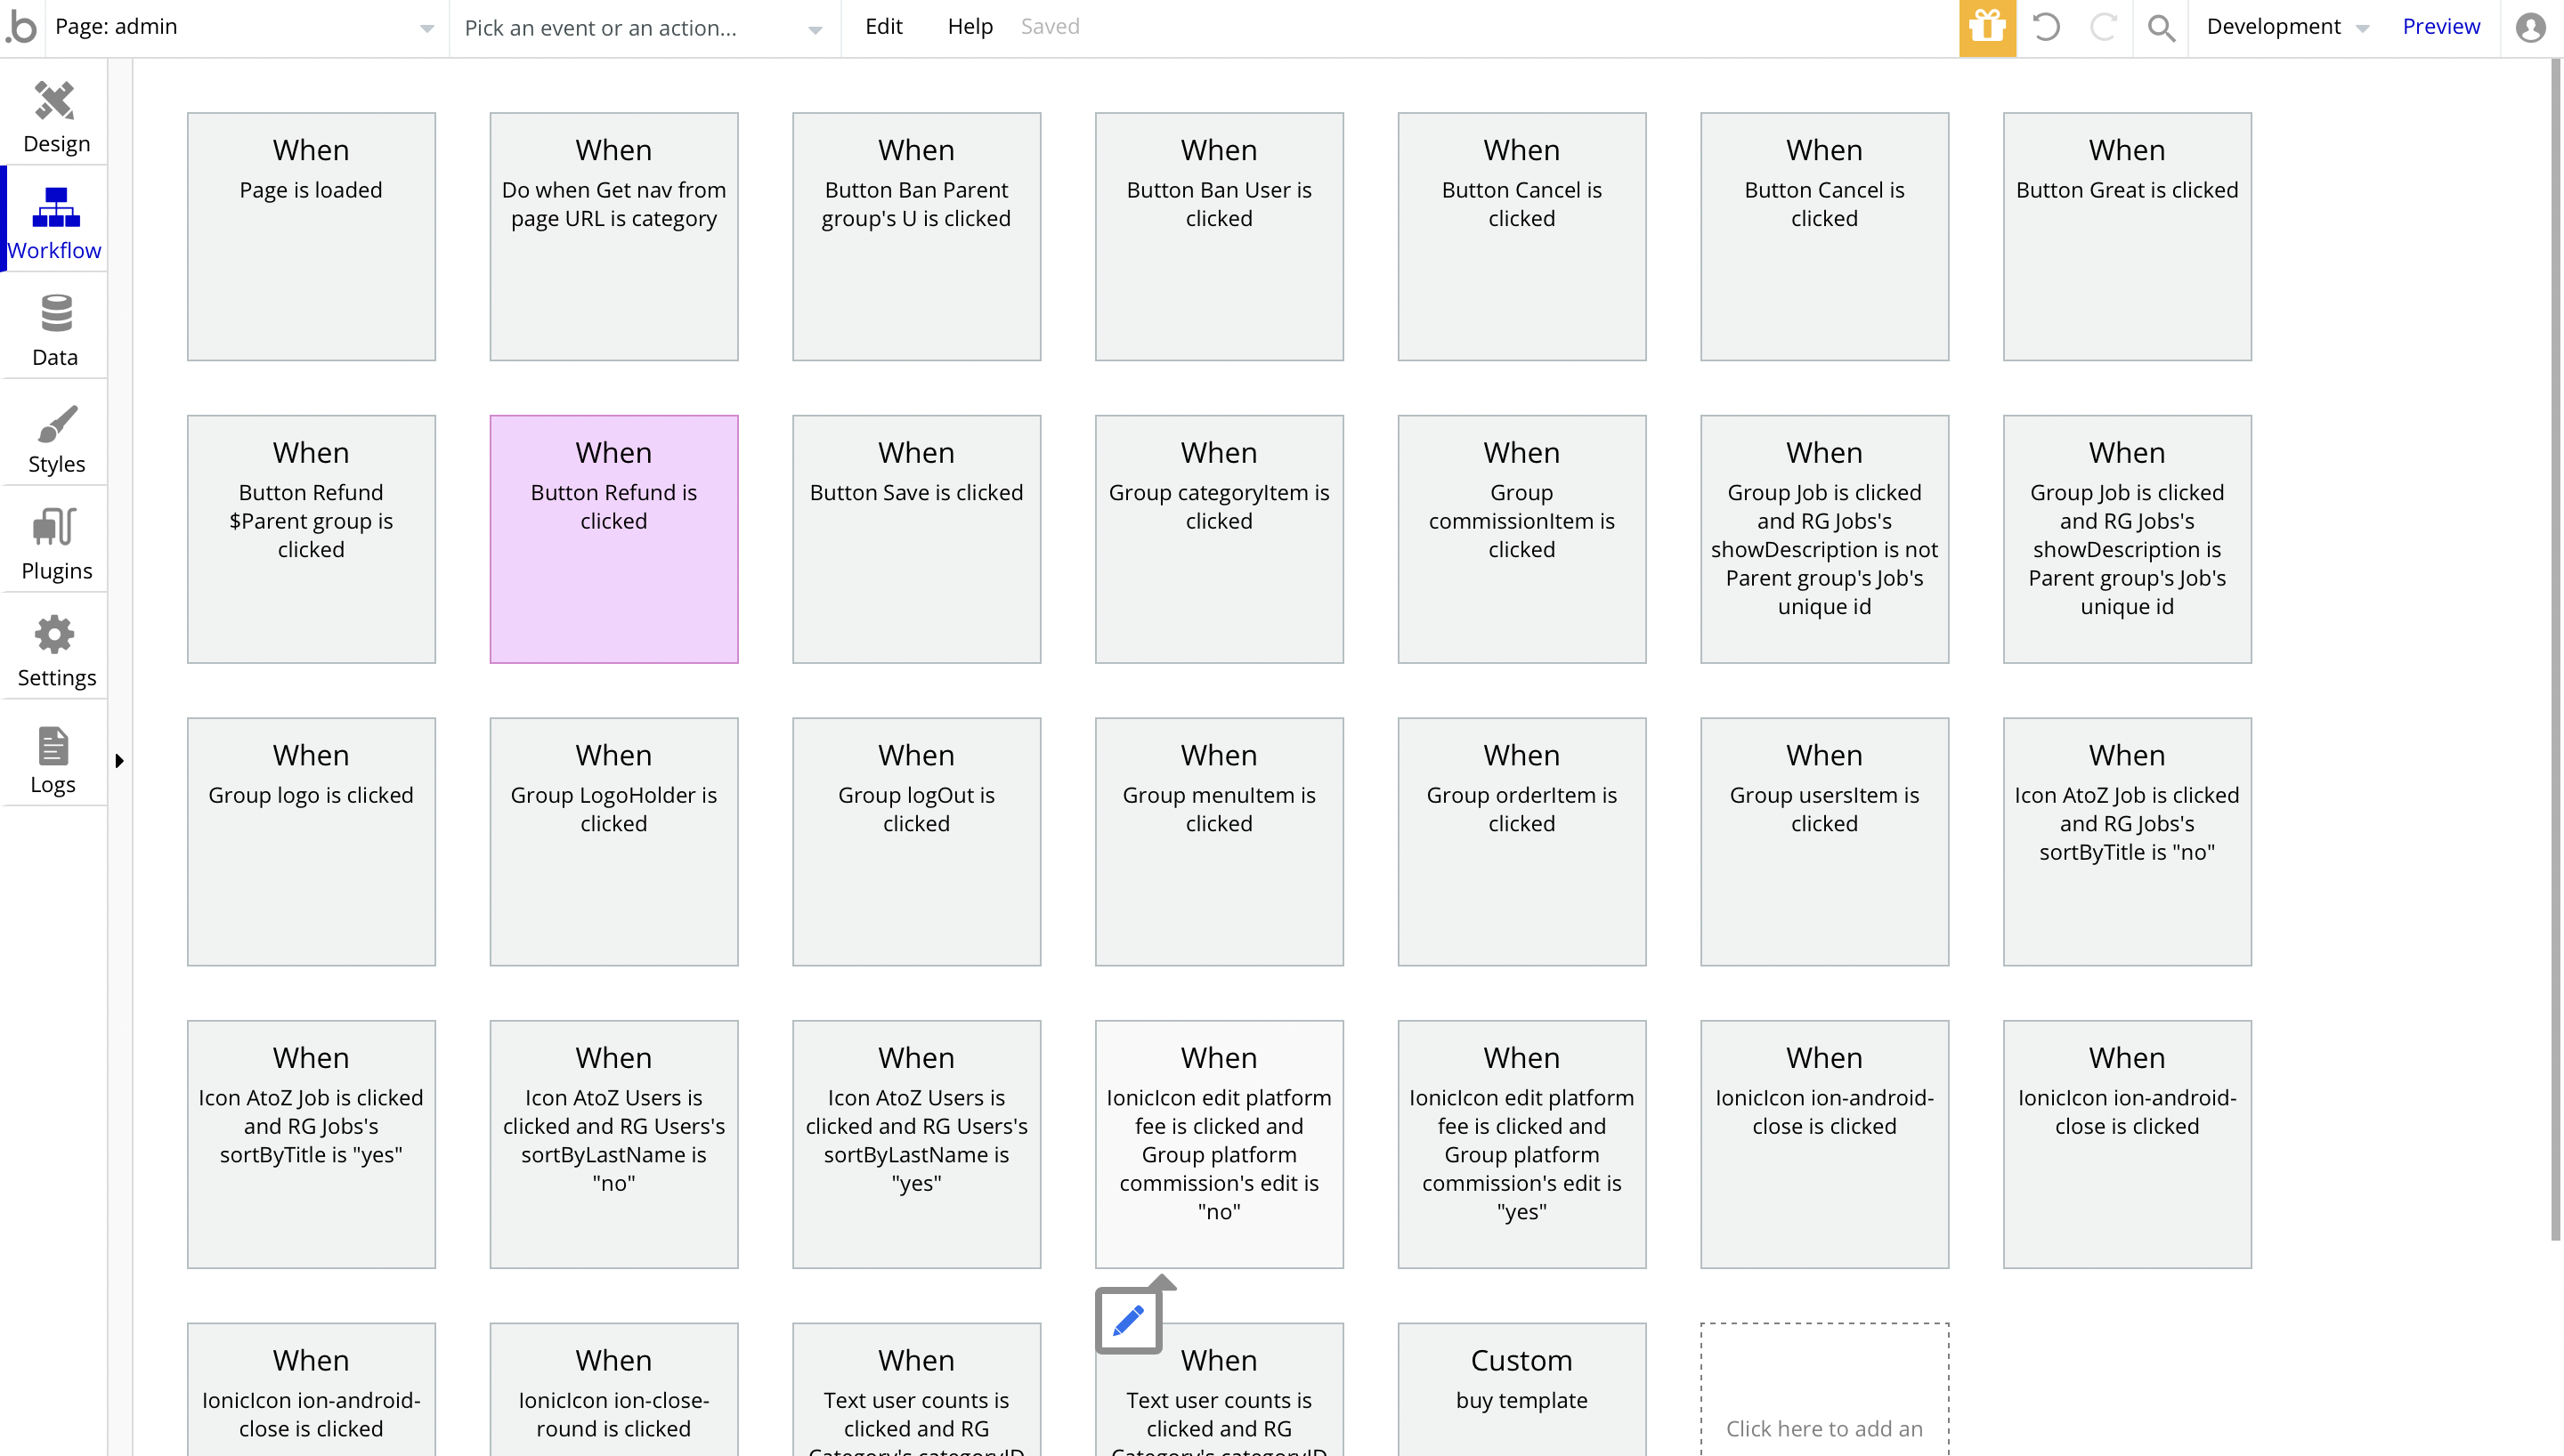 .b
Page: admin
Pick an event or an action...
Edit
Help
Saved
Development
Preview
Design
Workflow
Data
Styles
Plugins
Settings
Logs
When
Page is loaded
When
Do when Get nav from
page URL is category
When
Button Ban Parent
group's U is clicked
When
Button Ban User is
clicked
When
Button Cancel is
clicked
When
Button Cancel is
clicked
When
Button Great is clicked
When
Button Refund
$Parent group is
clicked
When
Button Refund is
clicked
When
Button Save is clicked
When
Group categoryItem is
clicked
When
Group
commissionItem is
clicked
When
Group Job is clicked
and RG Jobs's
showDescription is not
Parent group's Job's
unique id
When
Group Job is clicked
and RG Jobs's
showDescription is
Parent group's Job's
unique id
When
Group logo is clicked
When
Group LogoHolder is
clicked
When
Group logOut is
clicked
When
Group menuItem is
clicked
When
Group orderItem is
clicked
When
Group usersItem is
clicked
When
Icon AtoZ Job is clicked
and RG Jobs's
sortByTitle is "no"
When
Icon AtoZ Job is clicked
and RG Jobs's
sortByTitle is "yes"
When
Icon AtoZ Users is
clicked and RG Users's
sortByLastName is
"no"
When
Icon AtoZ Users is
clicked and RG Users's
sortByLastName is
"yes"
When
IonicIcon edit platform
fee is clicked and
Group platform
commission's edit is
"no"
When
IonicIcon edit platform
fee is clicked and
Group platform
commission's edit is
"yes"
When
IonicIcon ion-android-
close is clicked
When
IonicIcon ion-android-
close is clicked
When
IonicIcon ion-android-
close is clicked
When
IonicIcon ion-close-
round is clicked
When
Text user counts is
clicked and RG
Category's categoryID
When
Text user counts is
clicked and RG
Category's categoryID
Custom
buy template
Click here to add an